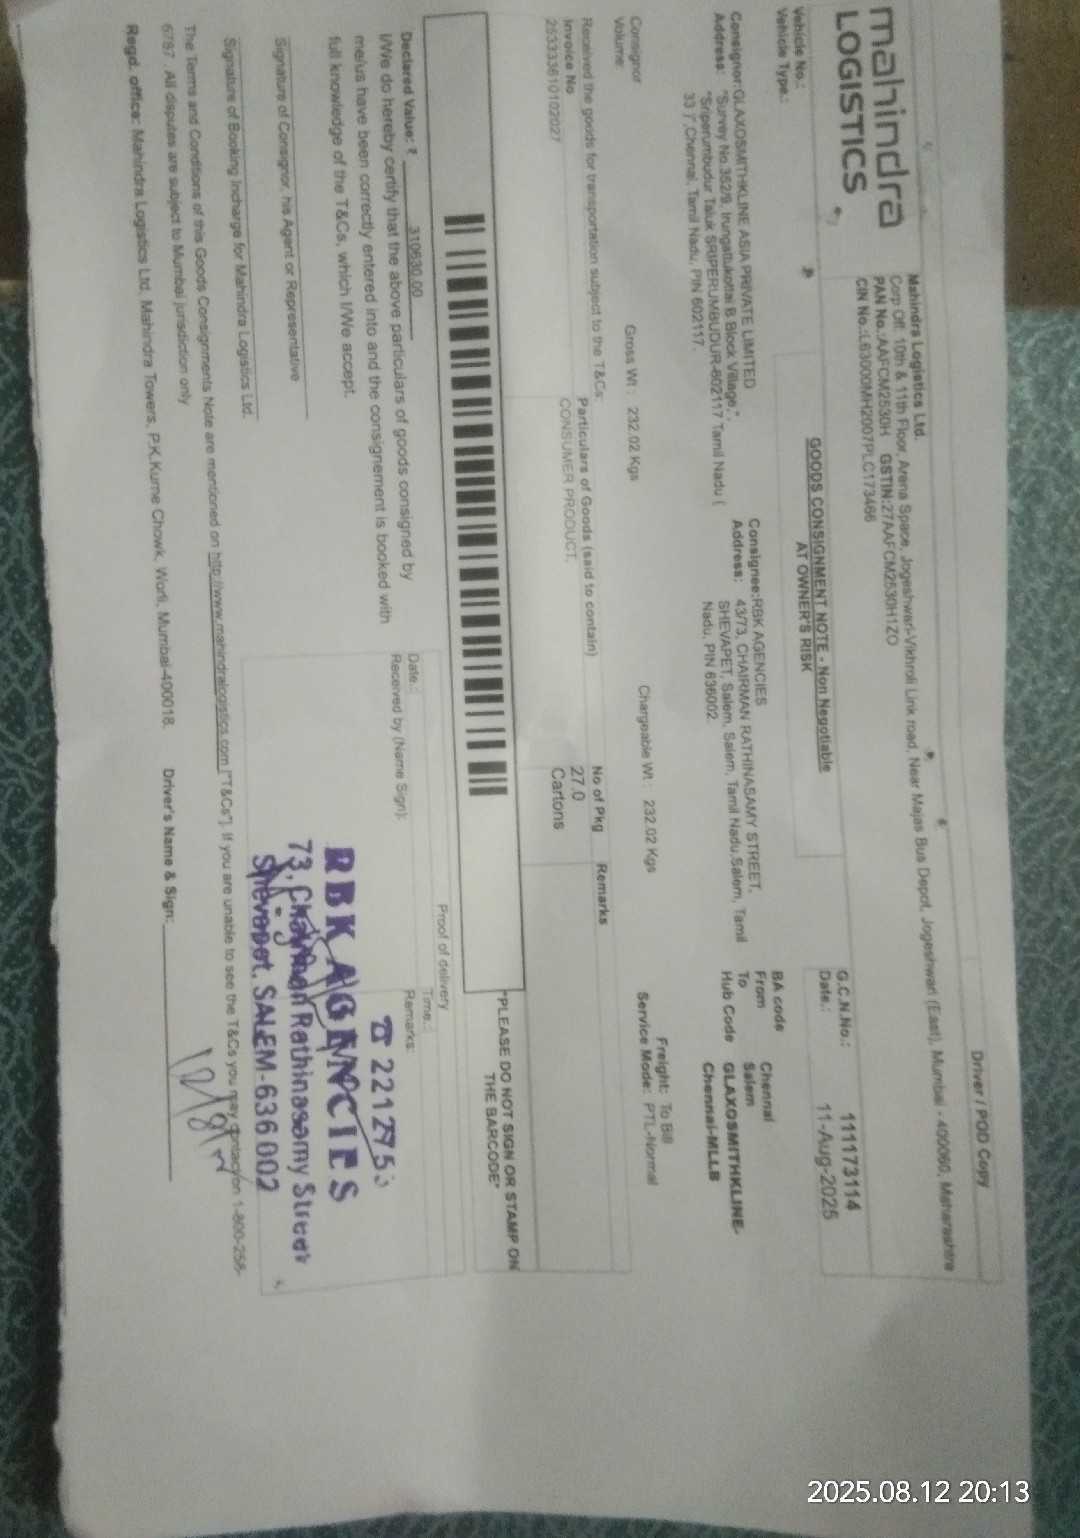 Driver / POD Copy
mahindra
LOGISTICS
Mahindra Logistics Ltd.
Corp Off: 10th & 11th Floor, Arena Space, Jogeshwari-Vikhroli Link road, Near Majas Bus Depot, Jogeshwari (East), Mumbai - 400060, Maharashtra
PAN No.:AAFCM2530H GSTIN:27AAFCM2530H1ZO
CIN No.:L63000MH2007PLC173466
Vehicle No.:
Vehicle Type.:
GOODS CONSIGNMENT NOTE - Non Negotiable
AT OWNER'S RISK
G.C.N.No.: 111173114
Date.: 11-Aug-2025
Consignor:GLAXOSMITHKLINE ASIA PRIVATE LIMITED
Address: "Survey No.352/9, Irungattukottai B Block Village,",
"Sriperumbudur Taluk SRIPERUMBUDUR-602117 Tamil Nadu (
33 )",Chennai, Tamil Nadu, PIN 602117.
Consignee:RBK AGENCIES
Address: 43/73, CHAIRMAN RATHINASAMY STREET,
SHEVAPET, Salem, Salem, Tamil Nadu,Salem, Tamil
Nadu, PIN 636002.
BA code
From Chennai
To Salem
Hub Code GLAXOSMITHKLINE-
Chennai-MLLB
Consignor
Volume:
Gross Wt : 232.02 Kgs
Chargeable Wt : 232.02 Kgs
Freight: To Bill
Service Mode: PTL-Normal
Received the goods for transportation subject to the T&Cs:
Invoice No
25333610102027
Particulars of Goods (said to contain)
CONSUMER PRODUCT,
No of Pkg
27.0
Cartons
Remarks
"PLEASE DO NOT SIGN OR STAMP ON
THE BARCODE"
Declared Value: ₹ 310630.00
I/We do hereby certify that the above particulars of goods consigned by
me/us have been correctly entered into and the consignement is booked with
full knowledge of the T&Cs, which I/We accept.
Proof of delivery
Date.:
Time.:
Received by (Name Sign):
Remarks:
☎ 221275
RBK AGENCIES
73, Chairman Rathinasamy Street
Shevapet. SALEM-636 002
Signature of Consignor, his Agent or Representative
Signature of Booking Incharge for Mahindra Logistics Ltd.
The Terms and Conditions of this Goods Consignments Note are mentioned on http://www.mahindralogistics.com ("T&Cs"). If you are unable to see the T&Cs you may contact on 1-800-258-
6787 . All disputes are subject to Mumbai jurisdiction only
Regd. office: Mahindra Logistics Ltd, Mahindra Towers, P.K.Kurne Chowk, Worli, Mumbai-400018.
Driver's Name & Sign:
2025.08.12 20:13